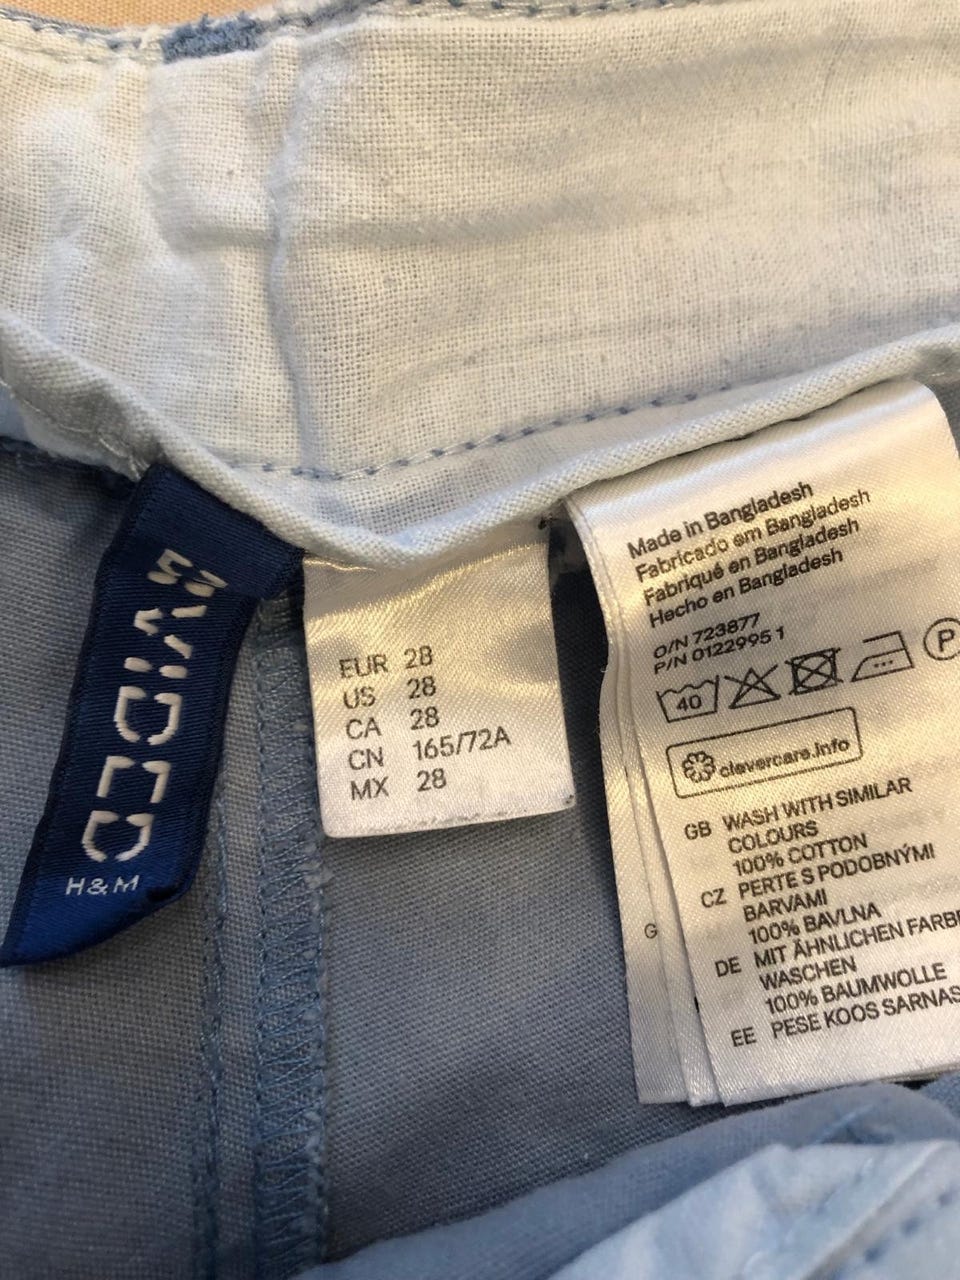 DIVIDED
H&M
EUR 28
US 28
CA 28
CN 165/72A
MX 28
Made in Bangladesh
Fabricado em Bangladesh
Fabriqué en Bangladesh
Hecho en Bangladesh
O/N 723877
P/N 0122995 1
40
P
clevercare.info
GB WASH WITH SIMILAR
COLOURS
100% COTTON
CZ PERTE S PODOBNÝMI
BARVAMI
100% BAVLNA
DE MIT ÄHNLICHEN FARBE
WASCHEN
100% BAUMWOLLE
EE PESE KOOS SARNAS
G